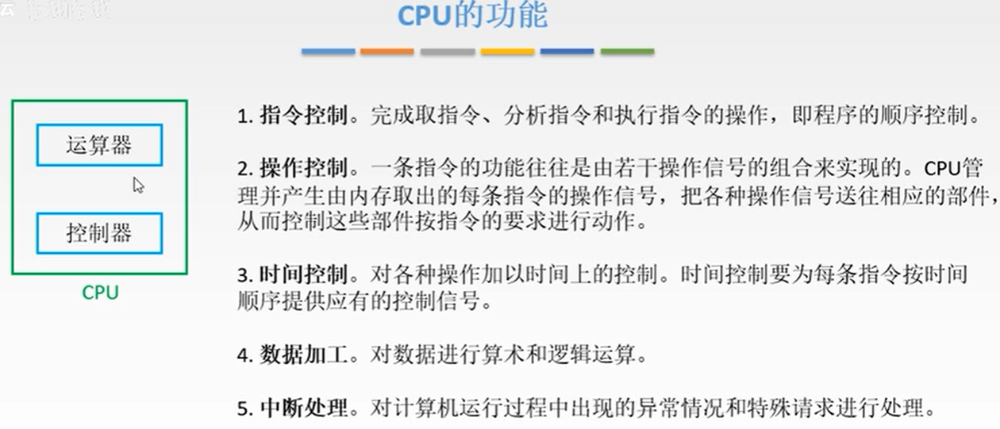 云
CPU的功能
运算器
控制器
CPU
1. 指令控制。完成取指令、分析指令和执行指令的操作，即程序的顺序控制。
2. 操作控制。一条指令的功能往往是由若干操作信号的组合来实现的。CPU管
理并产生由内存取出的每条指令的操作信号，把各种操作信号送往相应的部件，
从而控制这些部件按指令的要求进行动作。
3. 时间控制。对各种操作加以时间上的控制。时间控制要为每条指令按时间
顺序提供应有的控制信号。
4. 数据加工。对数据进行算术和逻辑运算。
5. 中断处理。对计算机运行过程中出现的异常情况和特殊请求进行处理。